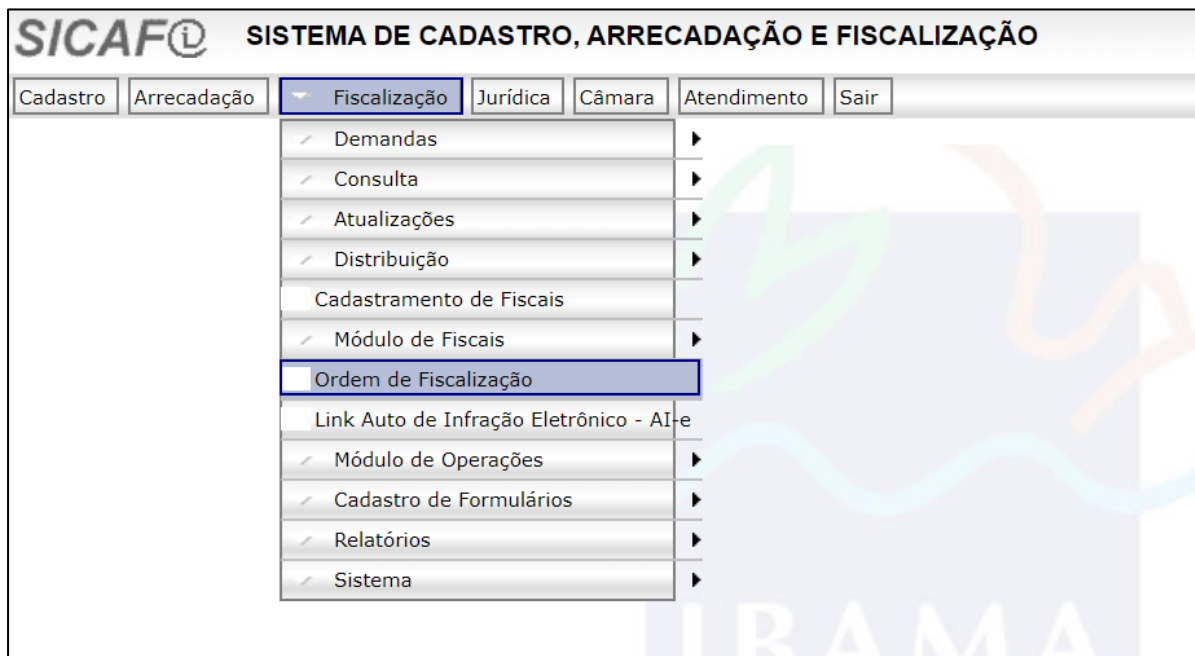 SICAFi SISTEMA DE CADASTRO, ARRECADAÇÃO E FISCALIZAÇÃO
Cadastro Arrecadação Fiscalização Jurídica Câmara Atendimento Sair
Demandas
Consulta
Atualizações
Distribuição
Cadastramento de Fiscais
Módulo de Fiscais
Ordem de Fiscalização
Link Auto de Infração Eletrônico - AI-e
Módulo de Operações
Cadastro de Formulários
Relatórios
Sistema
IBAMA